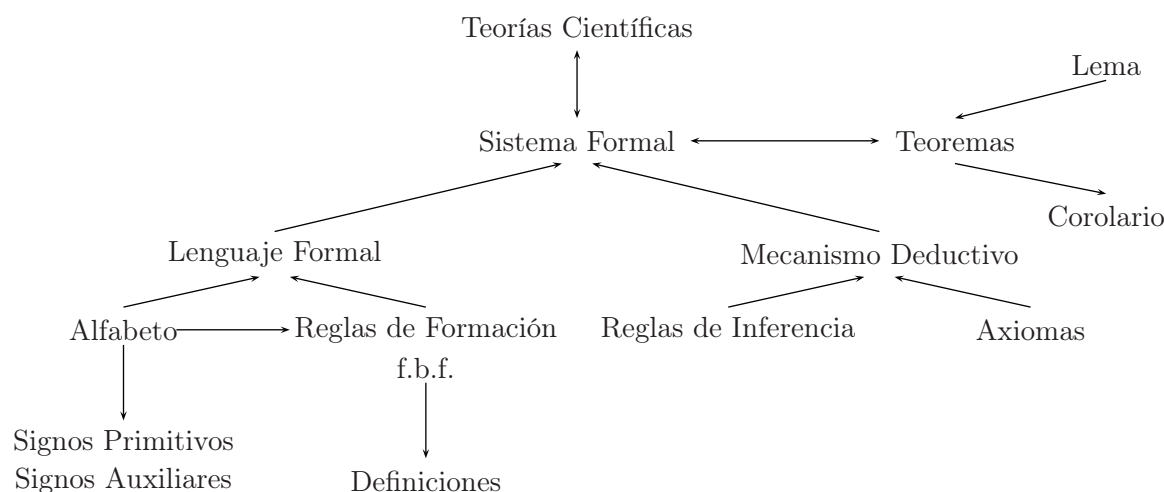 Teorías Científicas
Lema
Sistema Formal
Teoremas
Corolario
Lenguaje Formal
Mecanismo Deductivo
Alfabeto
Reglas de Formación
f.b.f.
Reglas de Inferencia
Axiomas
Signos Primitivos
Signos Auxiliares
Definiciones